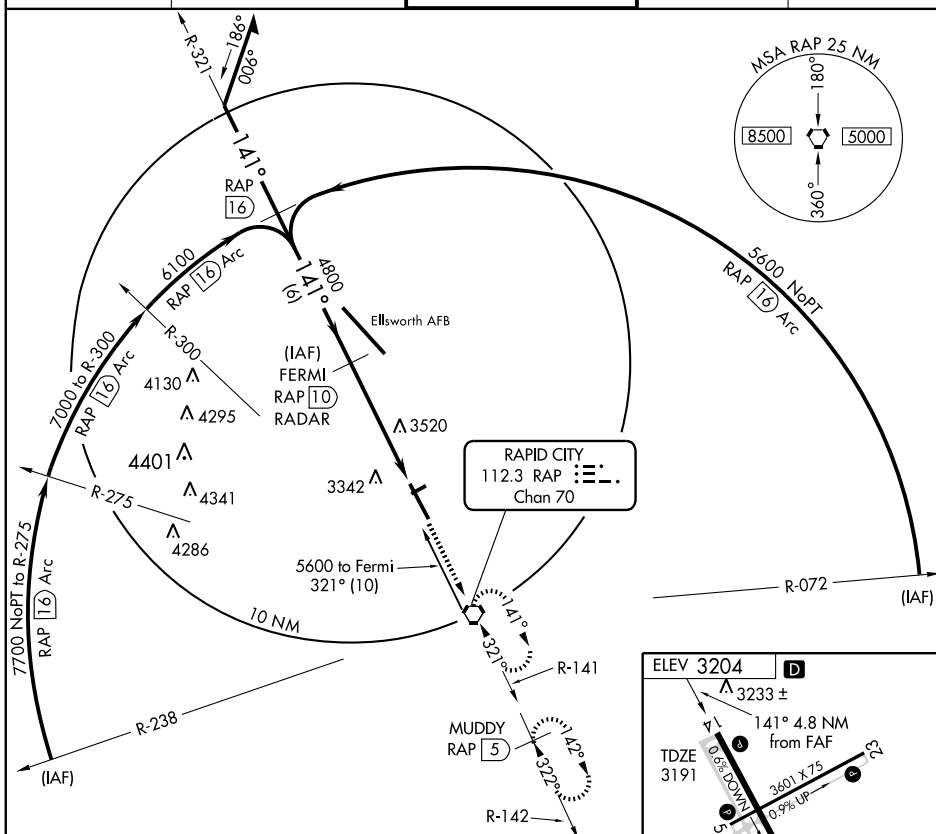 R-321
186°
006°
MSA RAP 25 NM
180°
8500
5000
360°
141°
RAP
16
6100
RAP 16 Arc
4800
141°
(6)
5600 NoPT
RAP 16 Arc
Ellsworth AFB
7000 to R-300
RAP 16 Arc
R-300
(IAF)
FERMI
RAP 10
RADAR
4130
4295
4401
4341
4286
3520
3342
RAPID CITY
112.3 RAP
Chan 70
R-275
7700 NoPT to R-275
RAP 16 Arc
5600 to Fermi
321° (10)
10 NM
R-072
(IAF)
141°
321°
R-141
R-238
(IAF)
MUDDY
RAP 5
142°
322°
R-142
ELEV 3204
D
3233 ±
141° 4.8 NM
from FAF
TDZE
3191
14
0.6% DOWN
P
3601 X 75
0.9% UP
23
P
P
5